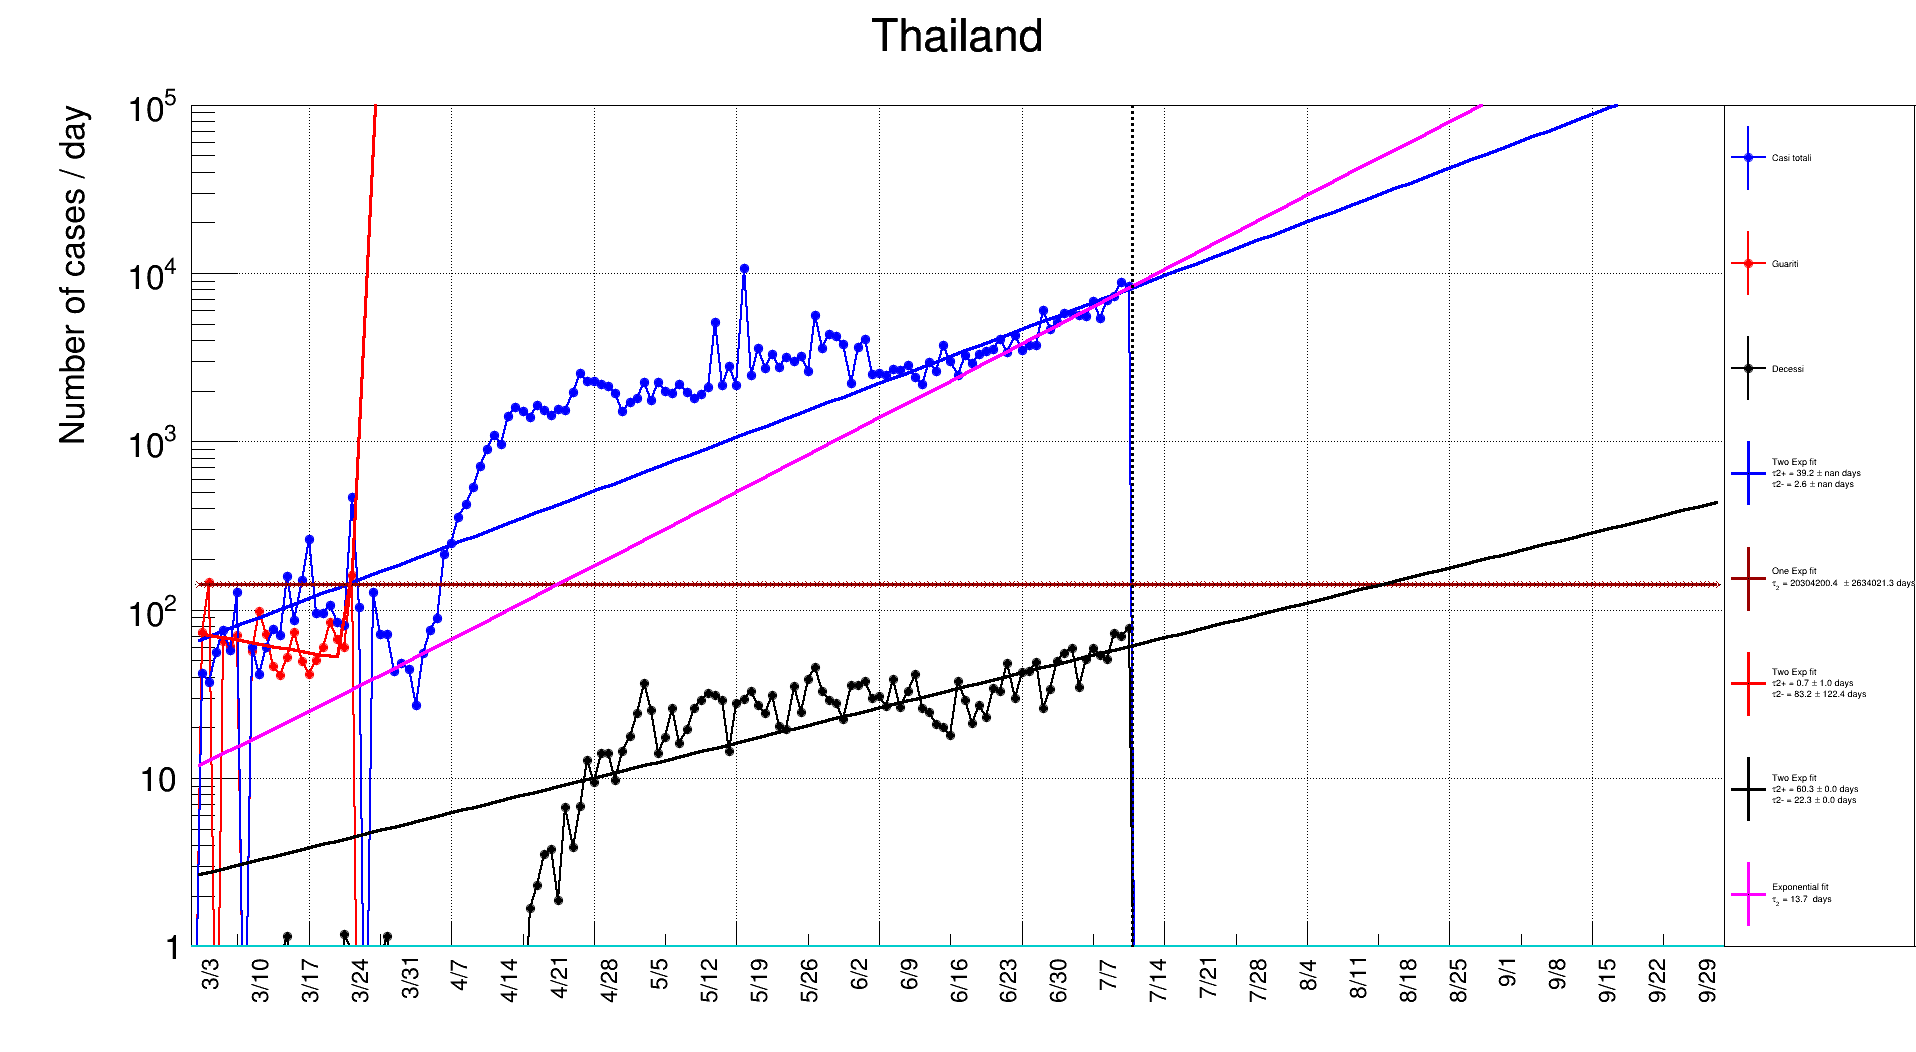 Thailand
Number of cases / day
10^5
10^4
10^3
10^2
10
1
3/3
3/10
3/17
3/24
3/31
4/7
4/14
4/21
4/28
5/5
5/12
5/19
5/26
6/2
6/9
6/16
6/23
6/30
7/7
7/14
7/21
7/28
8/4
8/11
8/18
8/25
9/1
9/8
9/15
9/22
9/29
Casi totali
Guariti
Decessi
Two Exp fit
τ2+ = 39.2 ± nan days
τ2- = 2.6 ± nan days
One Exp fit
τ₂ = 20304200.4 ± 2634021.3 days
Two Exp fit
τ2+ = 0.7 ± 1.0 days
τ2- = 83.2 ± 122.4 days
Two Exp fit
τ2+ = 60.3 ± 0.0 days
τ2- = 22.3 ± 0.0 days
Exponential fit
τ₂ = 13.7 days